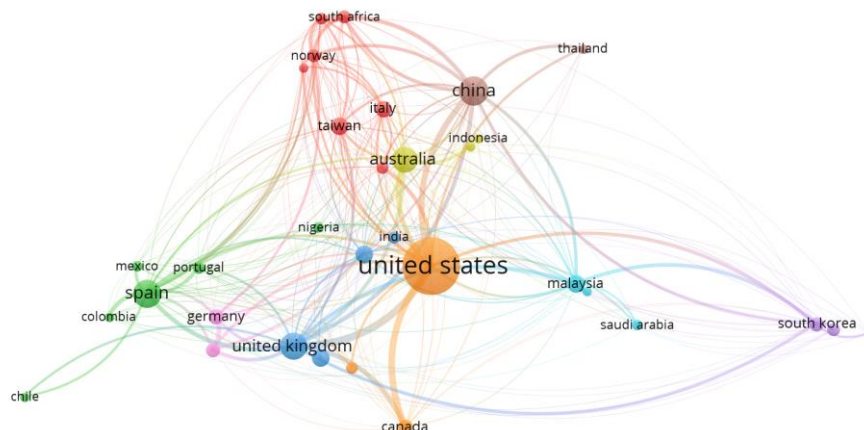 south africa
thailand
norway
china
italy
taiwan
indonesia
australia
nigeria
india
united states
mexico
portugal
malaysia
spain
colombia
germany
saudi arabia
south korea
united kingdom
chile
canada